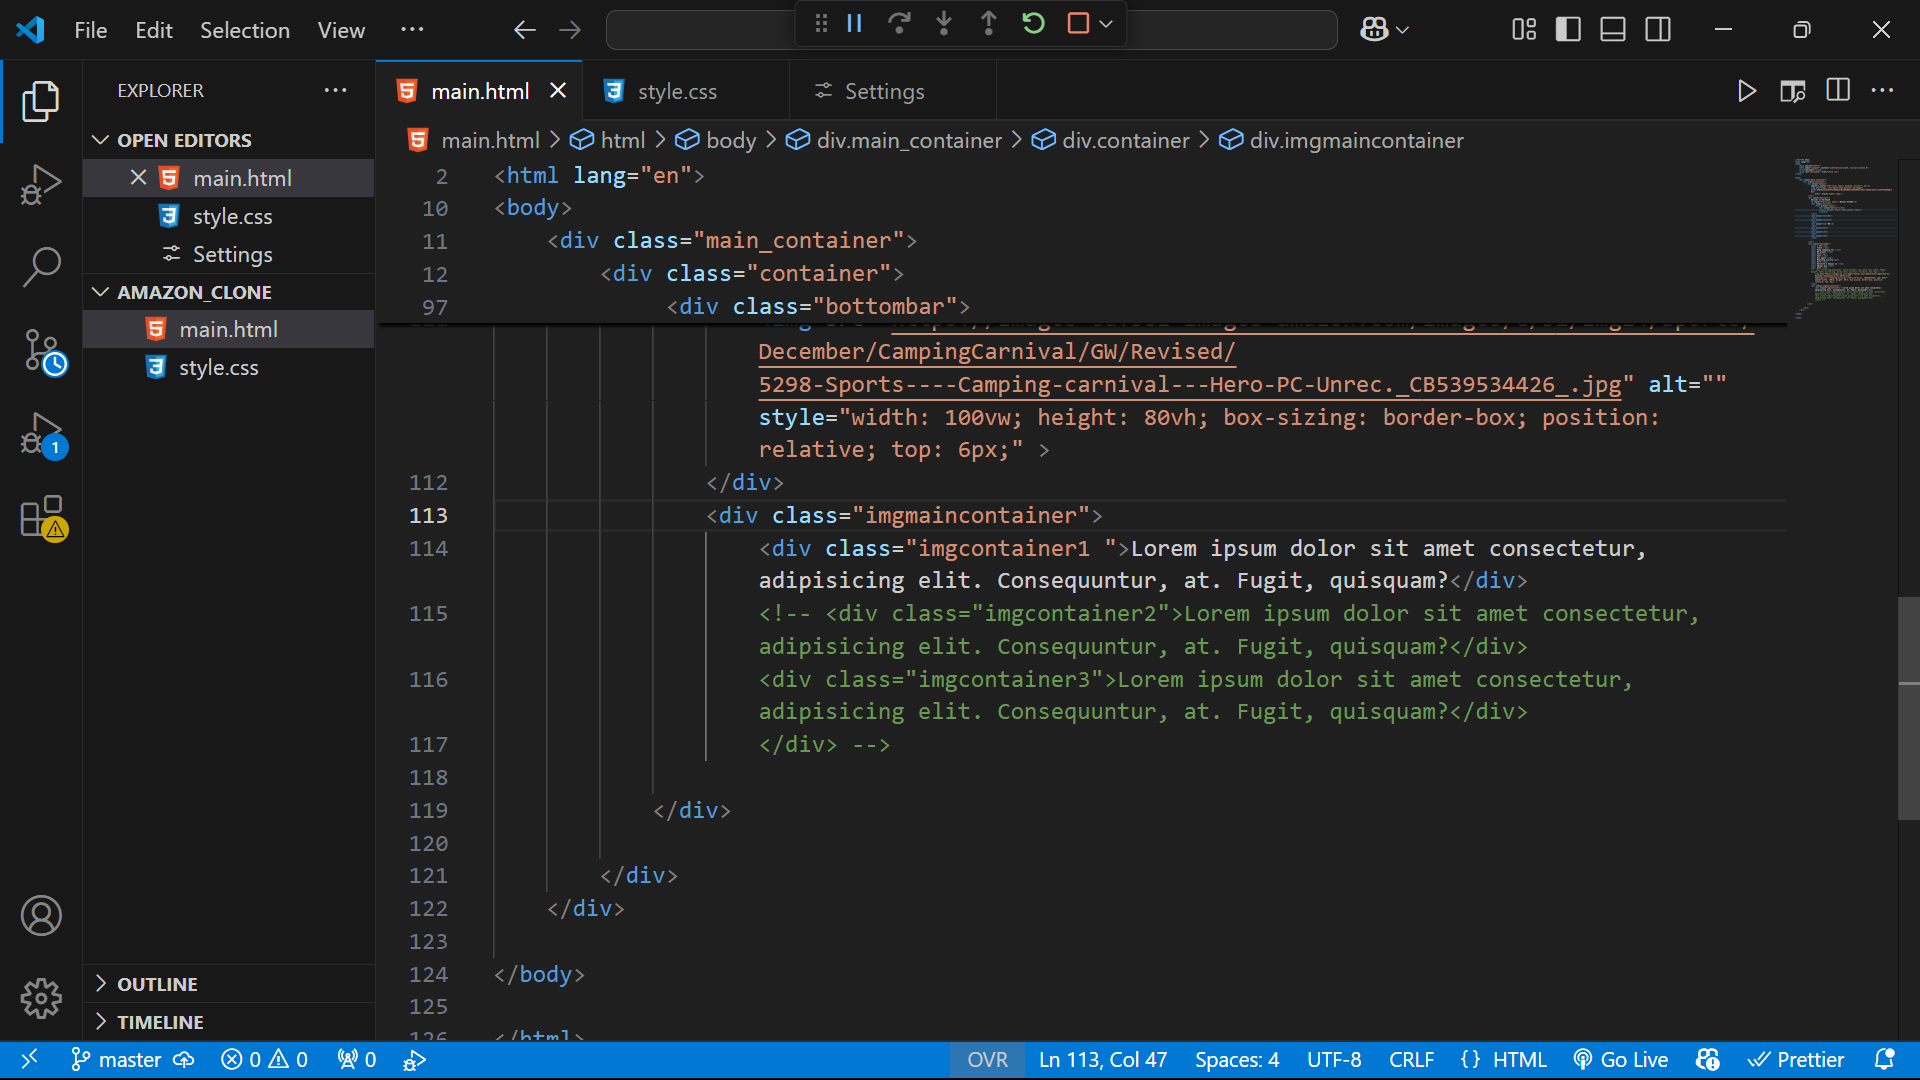 File Edit Selection View ···
EXPLORER ···
OPEN EDITORS
main.html
style.css
Settings
AMAZON_CLONE
main.html
style.css
OUTLINE
TIMELINE
1
main.html style.css Settings
main.html > html > body > div.main_container > div.container > div.imgmaincontainer
2 <html lang="en">
10 <body>
11 <div class="main_container">
12 <div class="container">
97 <div class="bottombar">
December/CampingCarnival/GW/Revised/
5298-Sports----Camping-carnival---Hero-PC-Unrec._CB539534426_.jpg" alt=""
style="width: 100vw; height: 80vh; box-sizing: border-box; position:
relative; top: 6px;" >
112 </div>
113 <div class="imgmaincontainer">
114 <div class="imgcontainer1 ">Lorem ipsum dolor sit amet consectetur,
adipisicing elit. Consequuntur, at. Fugit, quisquam?</div>
115 <!-- <div class="imgcontainer2">Lorem ipsum dolor sit amet consectetur,
adipisicing elit. Consequuntur, at. Fugit, quisquam?</div>
116 <div class="imgcontainer3">Lorem ipsum dolor sit amet consectetur,
adipisicing elit. Consequuntur, at. Fugit, quisquam?</div>
117 </div> -->
118
119 </div>
120
121 </div>
122 </div>
123
124 </body>
125
126 </html>
master 0 0 0 OVR Ln 113, Col 47 Spaces: 4 UTF-8 CRLF {} HTML Go Live Prettier